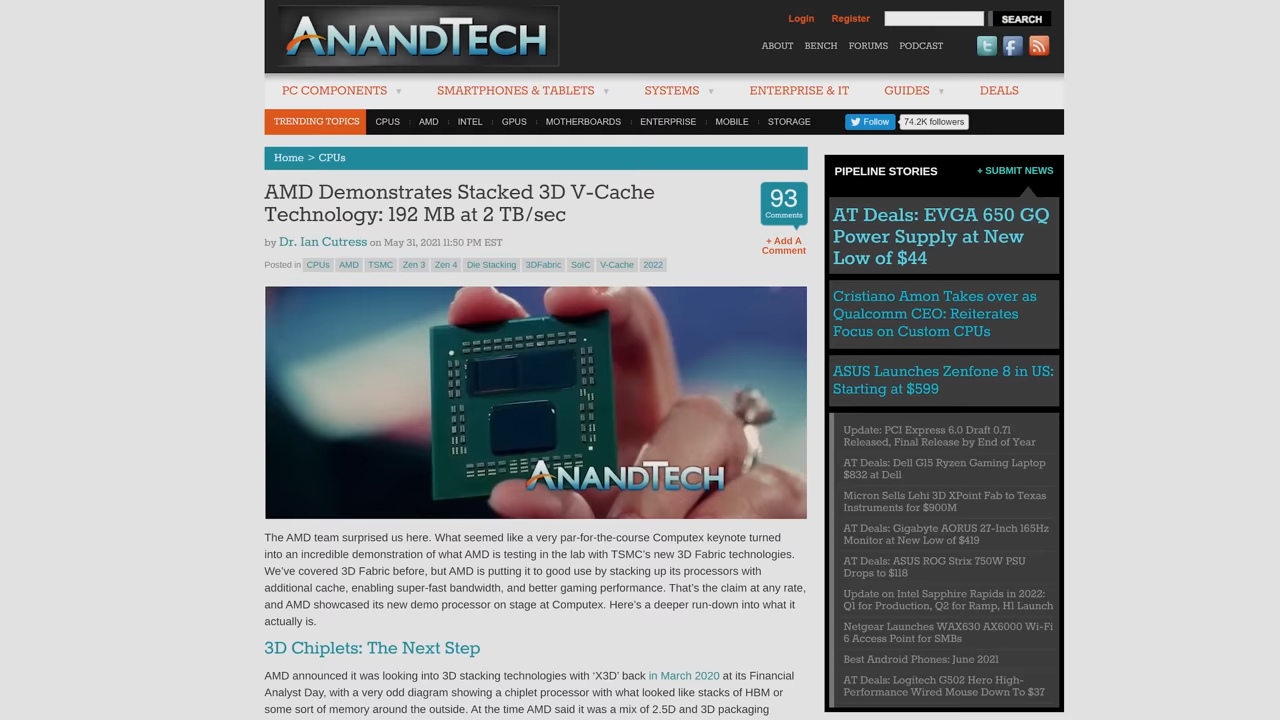 ANANDTECH
Login Register SEARCH
ABOUT BENCH FORUMS PODCAST
PC COMPONENTS SMARTPHONES & TABLETS SYSTEMS ENTERPRISE & IT GUIDES DEALS
TRENDING TOPICS CPUS AMD INTEL GPUS MOTHERBOARDS ENTERPRISE MOBILE STORAGE Follow 74.2K followers
Home > CPUs
AMD Demonstrates Stacked 3D V-Cache
Technology: 192 MB at 2 TB/sec
by Dr. Ian Cutress on May 31, 2021 11:50 PM EST
Posted in CPUs AMD TSMC Zen 3 Zen 4 Die Stacking 3DFabric SoIC V-Cache 2022
93
Comments
+ Add A
Comment
ANANDTECH
The AMD team surprised us here. What seemed like a very par-for-the-course Computex keynote turned
into an incredible demonstration of what AMD is testing in the lab with TSMC's new 3D Fabric technologies.
We've covered 3D Fabric before, but AMD is putting it to good use by stacking up its processors with
additional cache, enabling super-fast bandwidth, and better gaming performance. That's the claim at any rate,
and AMD showcased its new demo processor on stage at Computex. Here's a deeper run-down into what it
actually is.
3D Chiplets: The Next Step
AMD announced it was looking into 3D stacking technologies with 'X3D' back in March 2020 at its Financial
Analyst Day, with a very odd diagram showing a chiplet processor with what looked like stacks of HBM or
some sort of memory around the outside. At the time AMD said it was a mix of 2.5D and 3D packaging
PIPELINE STORIES + SUBMIT NEWS
AT Deals: EVGA 650 GQ
Power Supply at New
Low of $44
Cristiano Amon Takes over as
Qualcomm CEO: Reiterates
Focus on Custom CPUs
ASUS Launches Zenfone 8 in US:
Starting at $599
Update: PCI Express 6.0 Draft 0.71
Released, Final Release by End of Year
AT Deals: Dell G15 Ryzen Gaming Laptop
$832 at Dell
Micron Sells Lehi 3D XPoint Fab to Texas
Instruments for $900M
AT Deals: Gigabyte AORUS 27-Inch 165Hz
Monitor at New Low of $419
AT Deals: ASUS ROG Strix 750W PSU
Drops to $118
Update on Intel Sapphire Rapids in 2022:
Q1 for Production, Q2 for Ramp, H1 Launch
Netgear Launches WAX630 AX6000 Wi-Fi
6 Access Point for SMBs
Best Android Phones: June 2021
AT Deals: Logitech G502 Hero High-
Performance Wired Mouse Down To $37